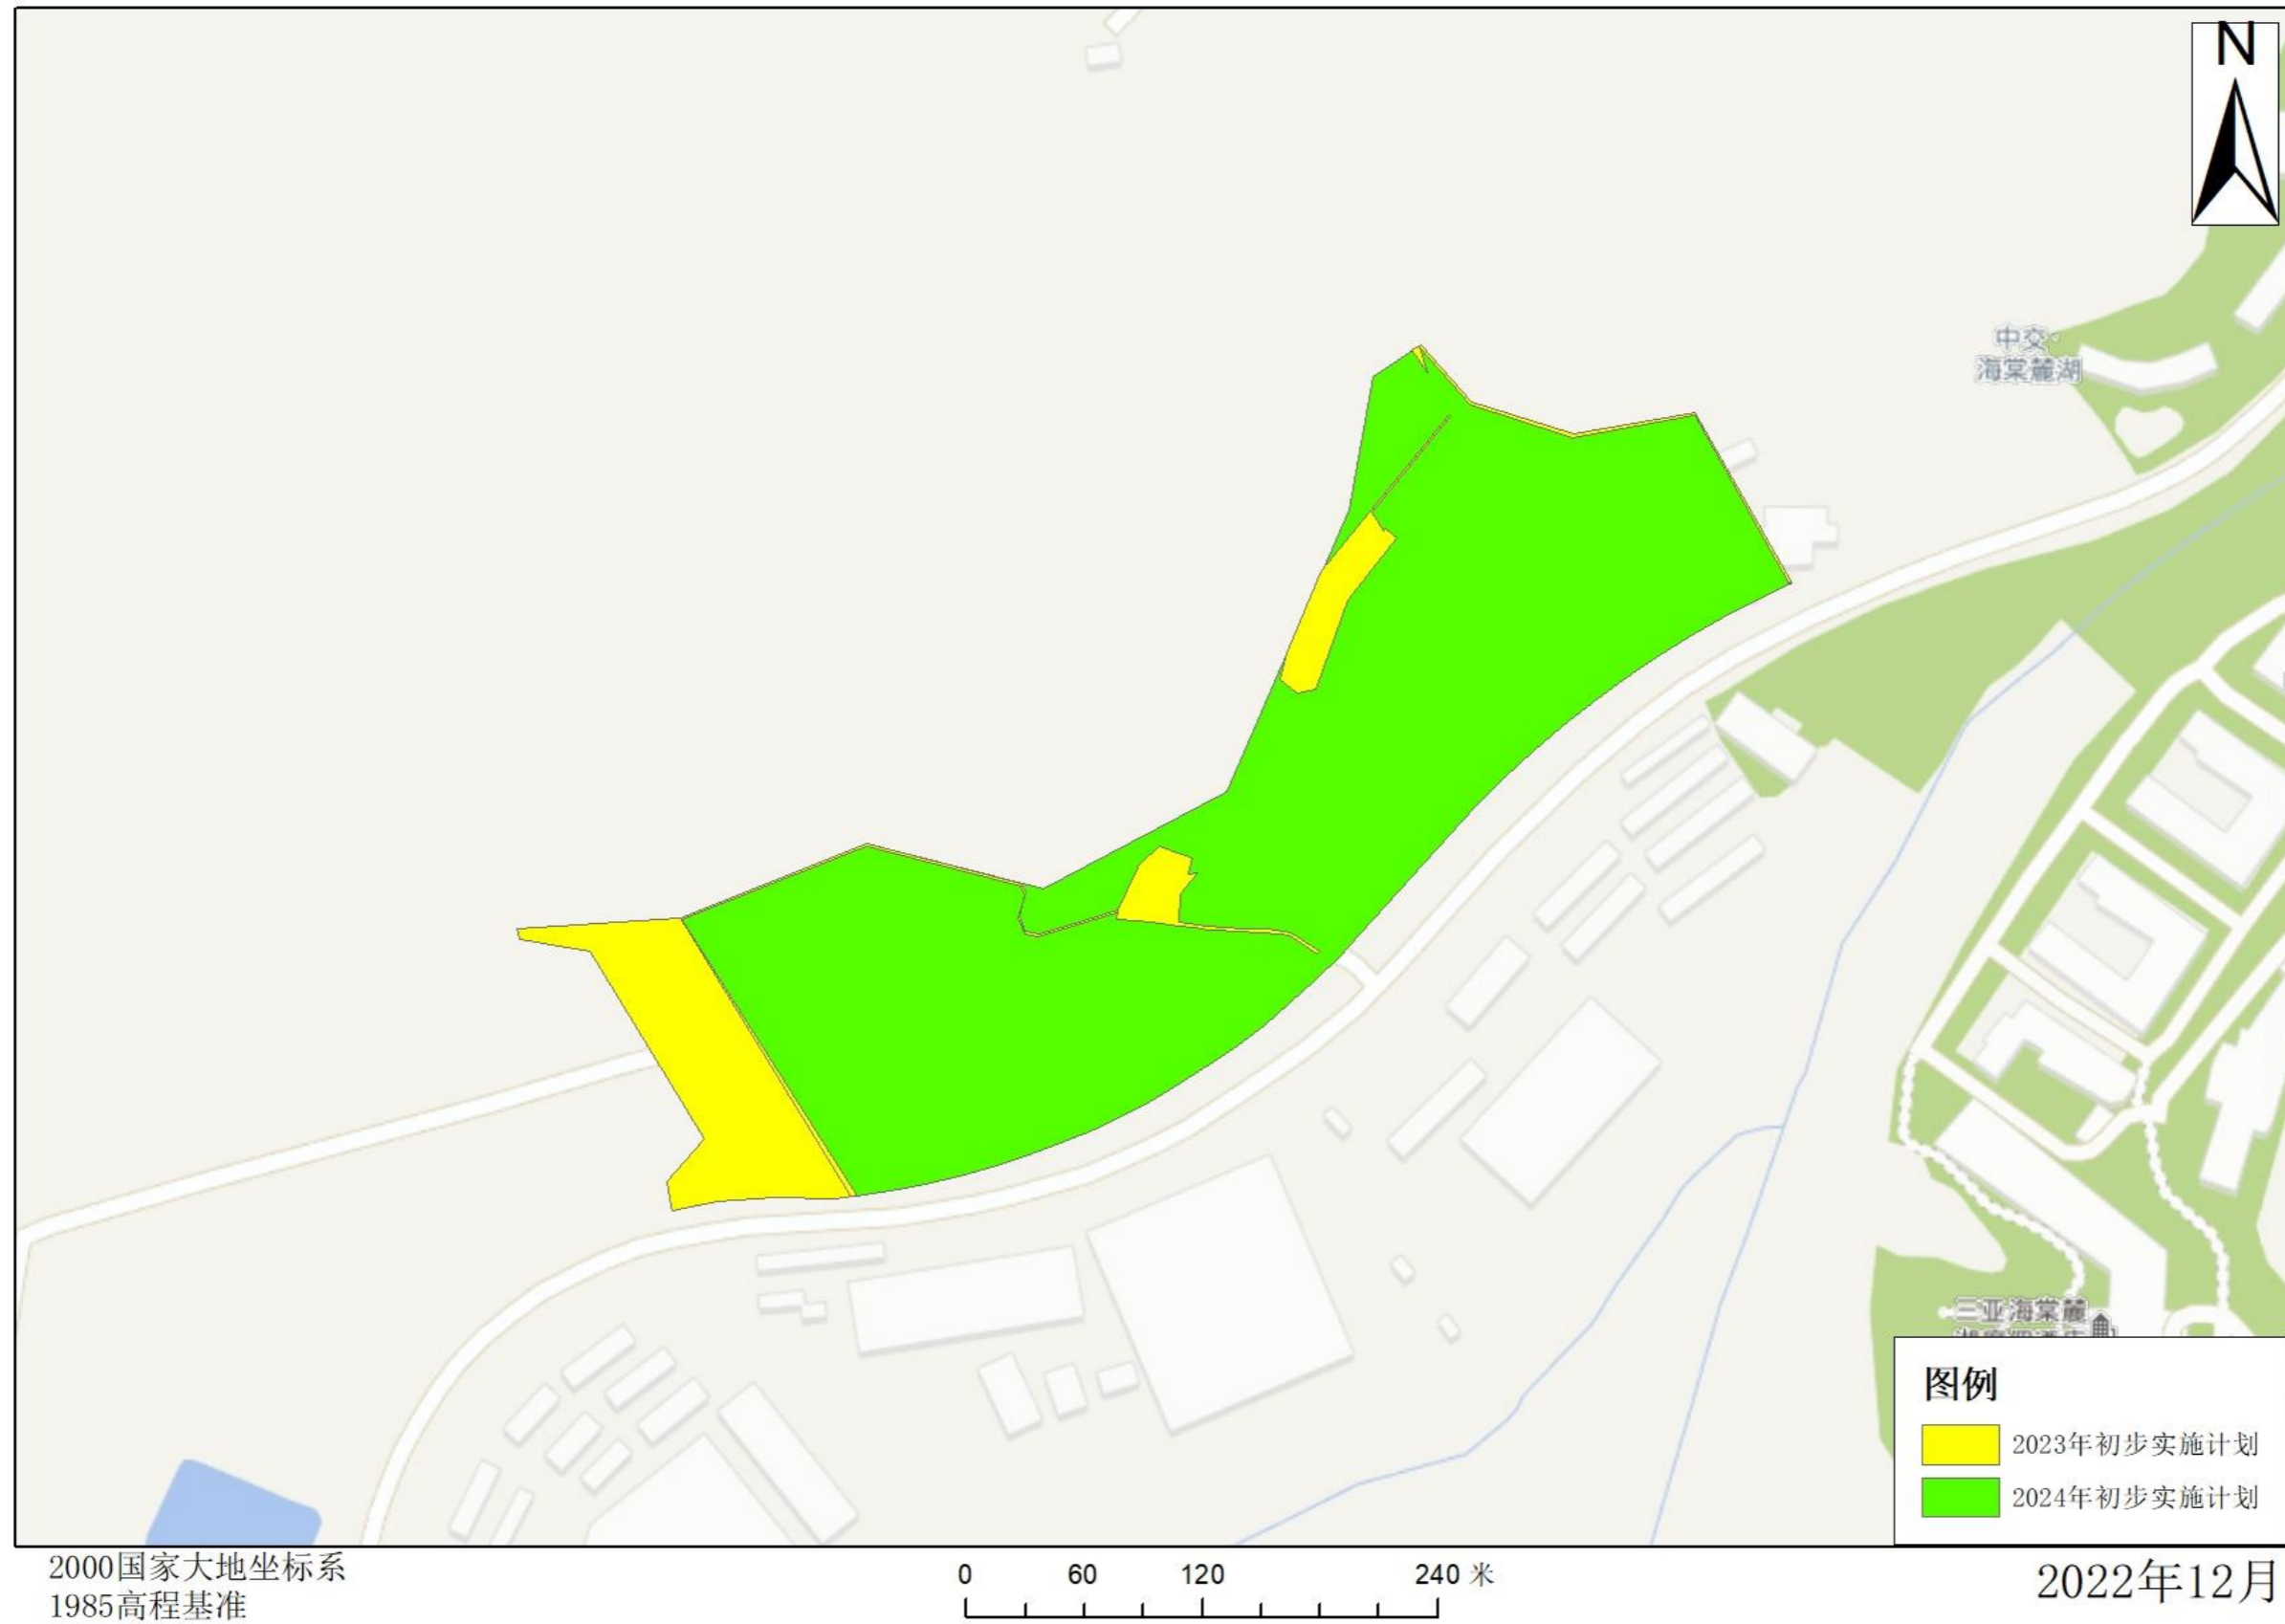 N
中交·
海棠麓湖
三亚海棠麓
图例
2023年初步实施计划
2024年初步实施计划
2000国家大地坐标系
1985高程基准
0 60 120 240 米
2022年12月